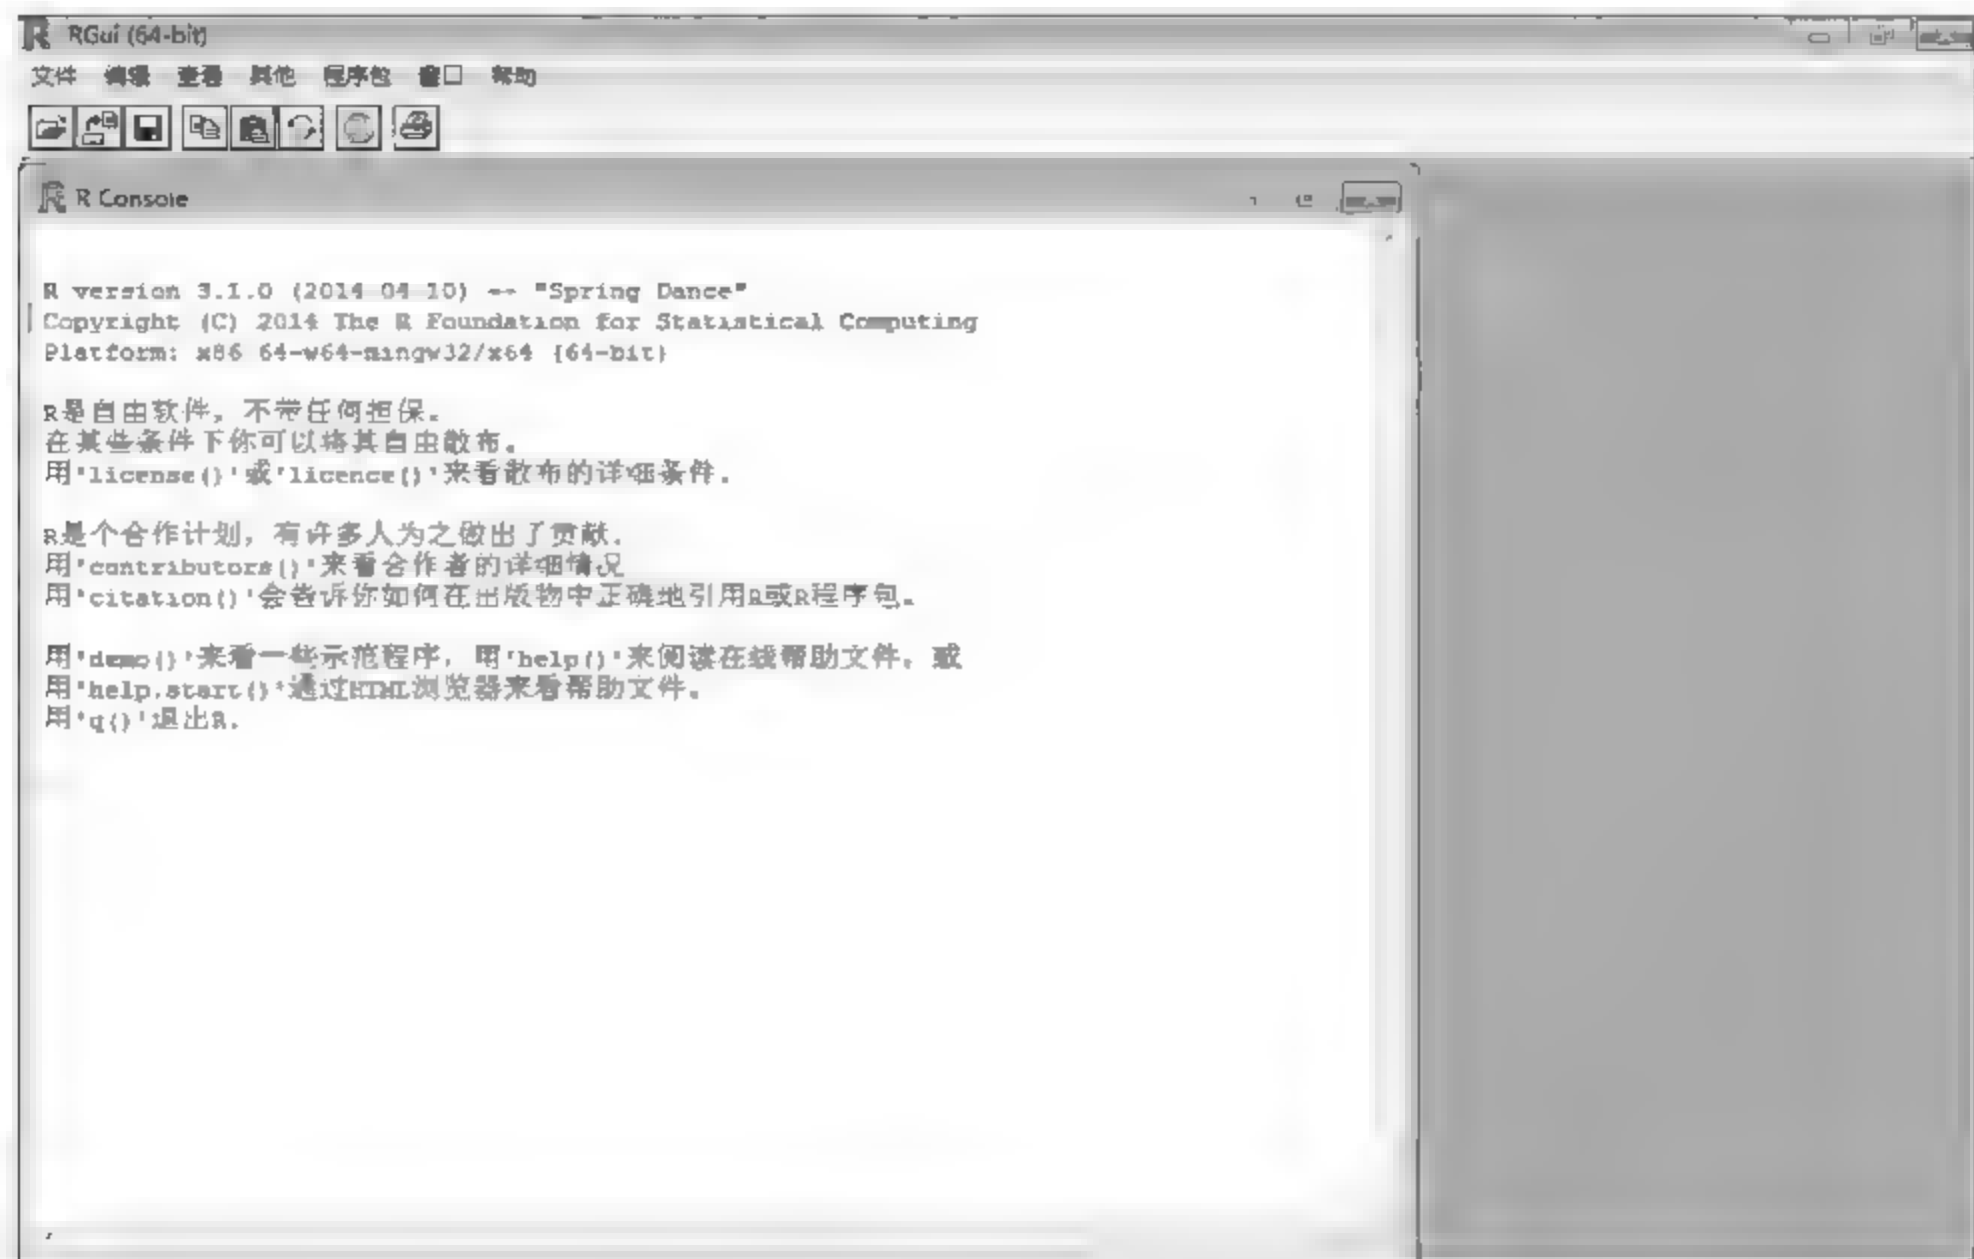 RGui (64-bit)
文件 编辑 查看 其他 程序包 窗口 帮助
R Console
R version 3.1.0 (2014-04-10) -- "Spring Dance"
Copyright (C) 2014 The R Foundation for Statistical Computing
Platform: x86_64-w64-mingw32/x64 (64-bit)
R是自由软件，不带任何担保。
在某些条件下你可以将其自由散布。
用'license()'或'licence()'来看散布的详细条件。
R是个合作计划，有许多人为之做出了贡献.
用'contributors()'来看合作者的详细情况
用'citation()'会告诉你如何在出版物中正确地引用R或R程序包。
用'demo()'来看一些示范程序，用'help()'来阅读在线帮助文件，或
用'help.start()'通过HTML浏览器来看帮助文件。
用'q()'退出R.